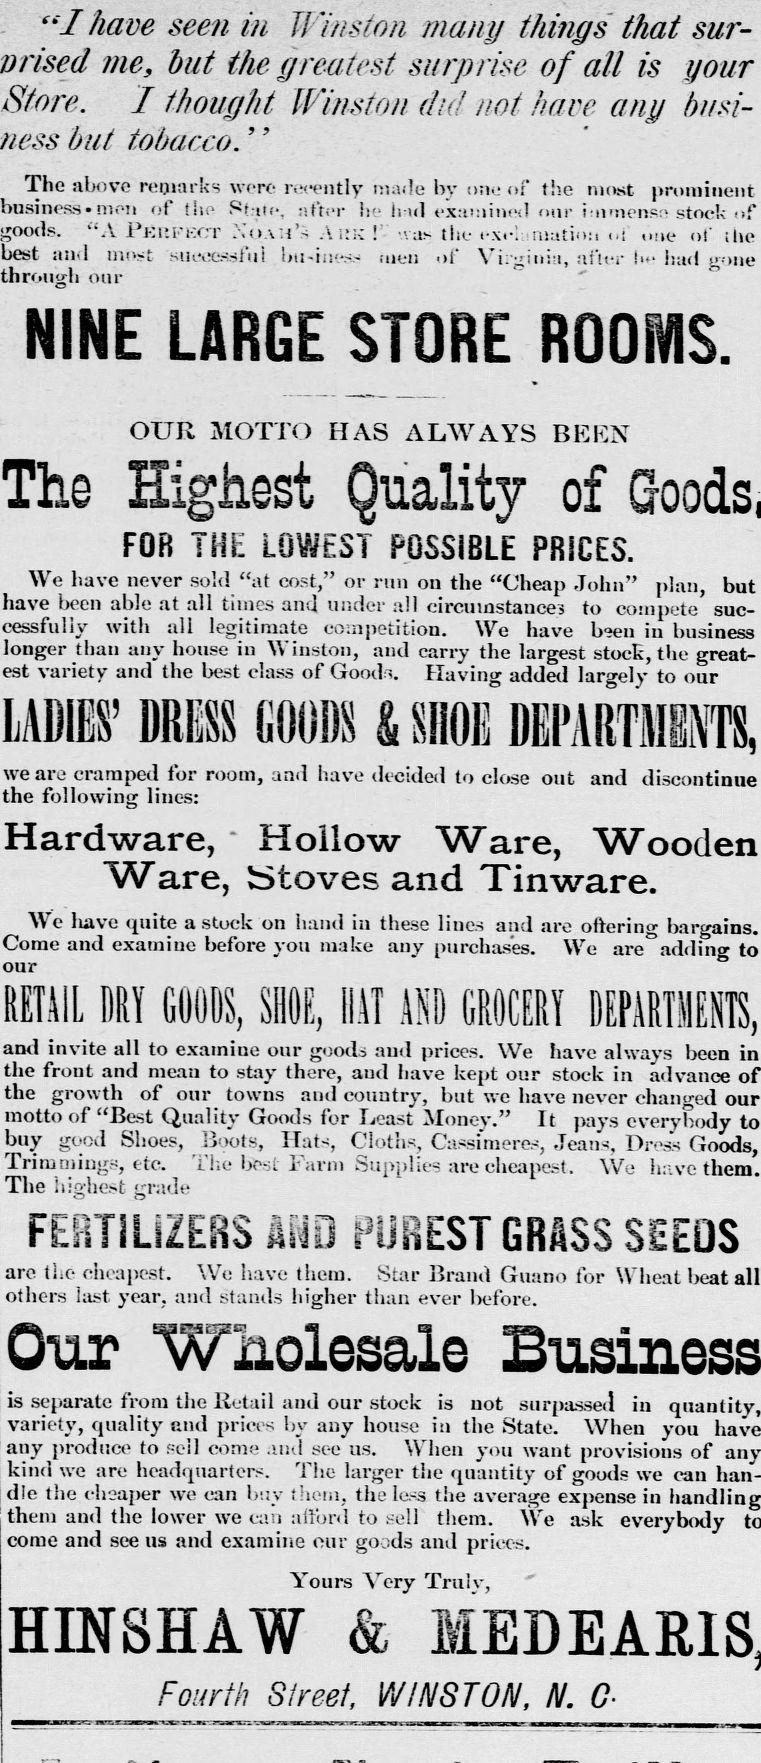 “I have seen in Winston many things that sur-
prised me, but the greatest surprise of all is your
Store. I thought Winston did not have any busi-
ness but tobacco.”
The above remarks were recently made by one of the most prominent
business men of the State, after he had examined our immense stock of
goods. “A PERFECT NOAH'S ARK!” was the exclamation of one of the
best and most successful business men of Virginia, after he had gone
through our
NINE LARGE STORE ROOMS.
OUR MOTTO HAS ALWAYS BEEN
The Highest Quality of Goods,
FOR THE LOWEST POSSIBLE PRICES.
We have never sold “at cost,” or run on the “Cheap John” plan, but
have been able at all times and under all circumstances to compete suc-
cessfully with all legitimate competition. We have been in business
longer than any house in Winston, and carry the largest stock, the great-
est variety and the best class of Goods. Having added largely to our
LADIES' DRESS GOODS & SHOE DEPARTMENTS,
we are cramped for room, and have decided to close out and discontinue
the following lines:
Hardware, Hollow Ware, Wooden
Ware, Stoves and Tinware.
We have quite a stock on hand in these lines and are offering bargains.
Come and examine before you make any purchases. We are adding to
our
RETAIL DRY GOODS, SHOE, HAT AND GROCERY DEPARTMENTS,
and invite all to examine our goods and prices. We have always been in
the front and mean to stay there, and have kept our stock in advance of
the growth of our towns and country, but we have never changed our
motto of “Best Quality Goods for Least Money.” It pays everybody to
buy good Shoes, Boots, Hats, Cloths, Cassimeres, Jeans, Dress Goods,
Trimmings, etc. The best Farm Supplies are cheapest. We have them.
The highest grade
FERTILIZERS AND PUREST GRASS SEEDS
are the cheapest. We have them. Star Brand Guano for Wheat beat all
others last year, and stands higher than ever before.
Our Wholesale Business
is separate from the Retail and our stock is not surpassed in quantity,
variety, quality and prices by any house in the State. When you have
any produce to sell come and see us. When you want provisions of any
kind we are headquarters. The larger the quantity of goods we can han-
dle the cheaper we can buy them, the less the average expense in handling
them and the lower we can afford to sell them. We ask everybody to
come and see us and examine our goods and prices.
Yours Very Truly,
HINSHAW & MEDEARIS,
Fourth Street, WINSTON, N. C.